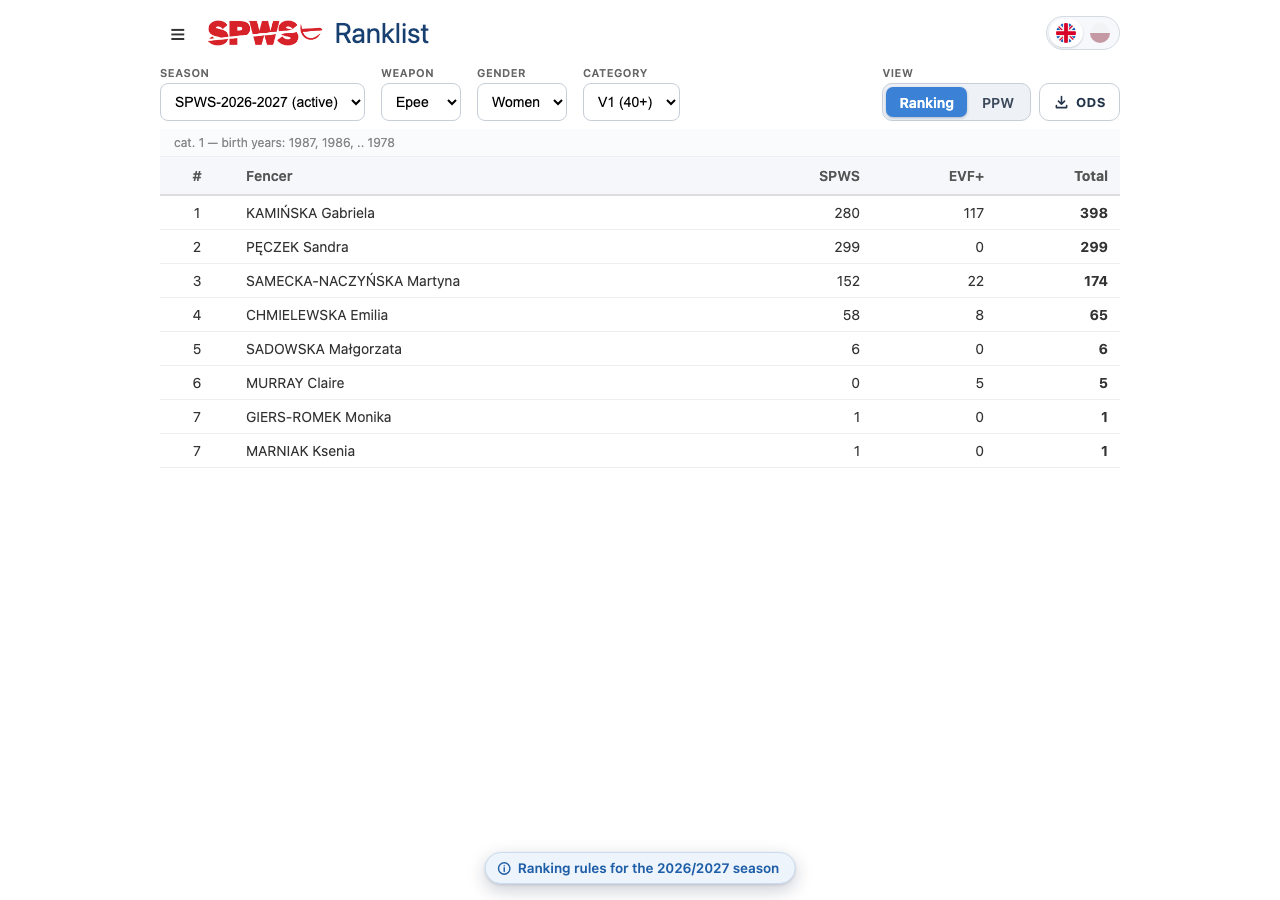 SPWS Ranklist
SEASON WEAPON GENDER CATEGORY VIEW
SPWS-2026-2027 (active) Epee Women V1 (40+) Ranking PPW ODS
cat. 1 — birth years: 1987, 1986, .. 1978
# Fencer SPWS EVF+ Total
1 KAMIŃSKA Gabriela 280 117 398
2 PĘCZEK Sandra 299 0 299
3 SAMECKA-NACZYŃSKA Martyna 152 22 174
4 CHMIELEWSKA Emilia 58 8 65
5 SADOWSKA Małgorzata 6 0 6
6 MURRAY Claire 0 5 5
7 GIERS-ROMEK Monika 1 0 1
7 MARNIAK Ksenia 1 0 1
Ranking rules for the 2026/2027 season